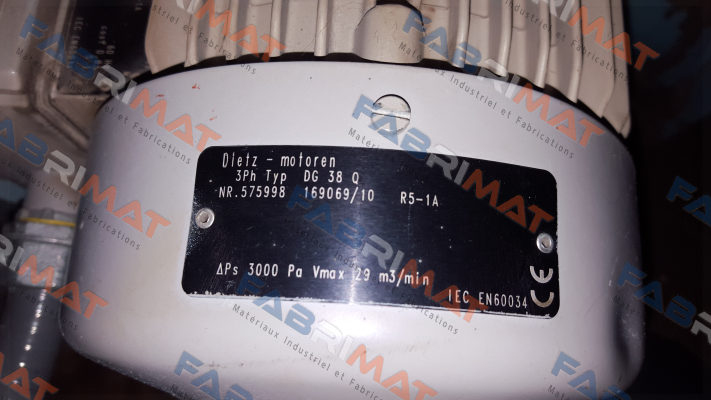 Dietz - motoren
3Ph Typ DG 38 Q
NR.575998 169069/10 R5-1A
ΔPs 3000 Pa Vmax 29 m3/min
IEC EN60034
CE
FABRIMAT
Matériaux Industriel et Fabrications